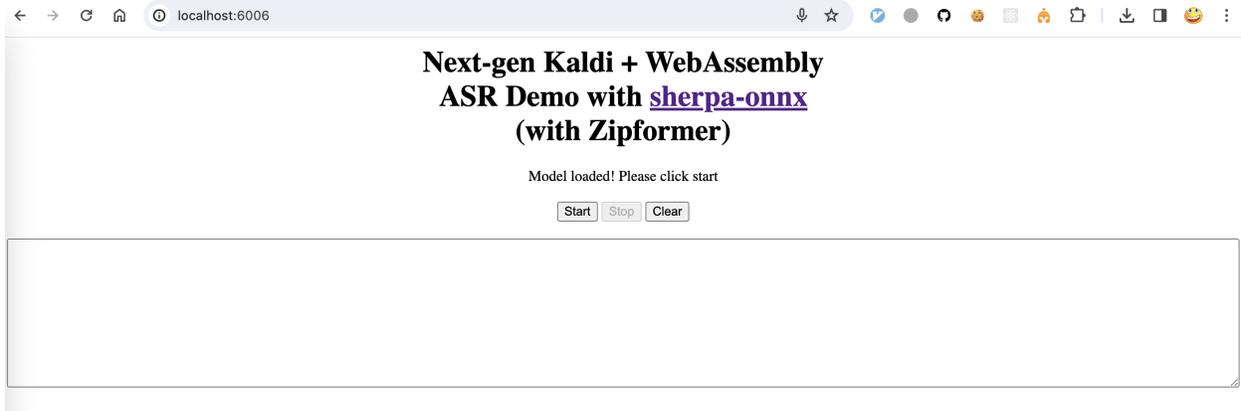 localhost:6006
Next-gen Kaldi + WebAssembly
ASR Demo with sherpa-onnx
(with Zipformer)
Model loaded! Please click start
Start Stop Clear